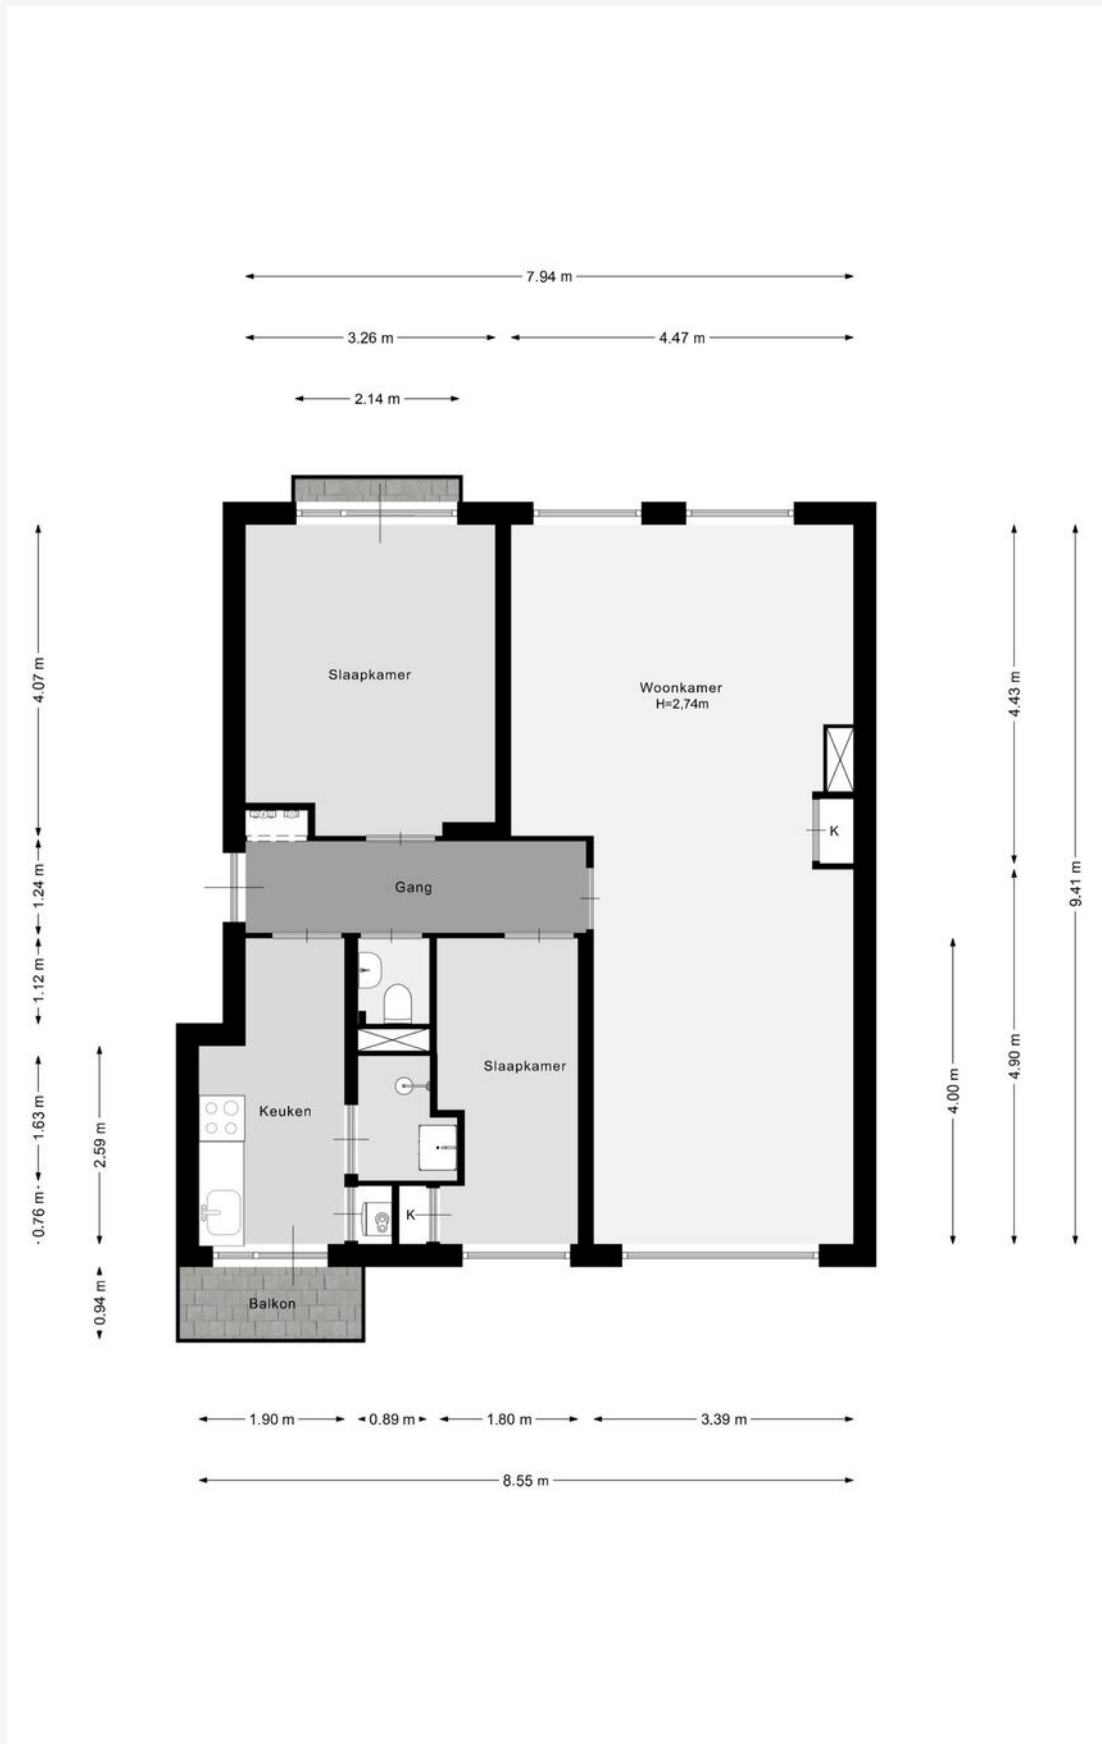 7.94 m
3.26 m
4.47 m
2.14 m
4.07 m
Slaapkamer
Woonkamer
H=2,74m
4.43 m
K
1.24 m
Gang
9.41 m
1.12 m
Slaapkamer
4.90 m
4.00 m
Keuken
1.63 m
2.59 m
K
0.76 m
0.94 m
Balkon
1.90 m
0.89 m
1.80 m
3.39 m
8.55 m